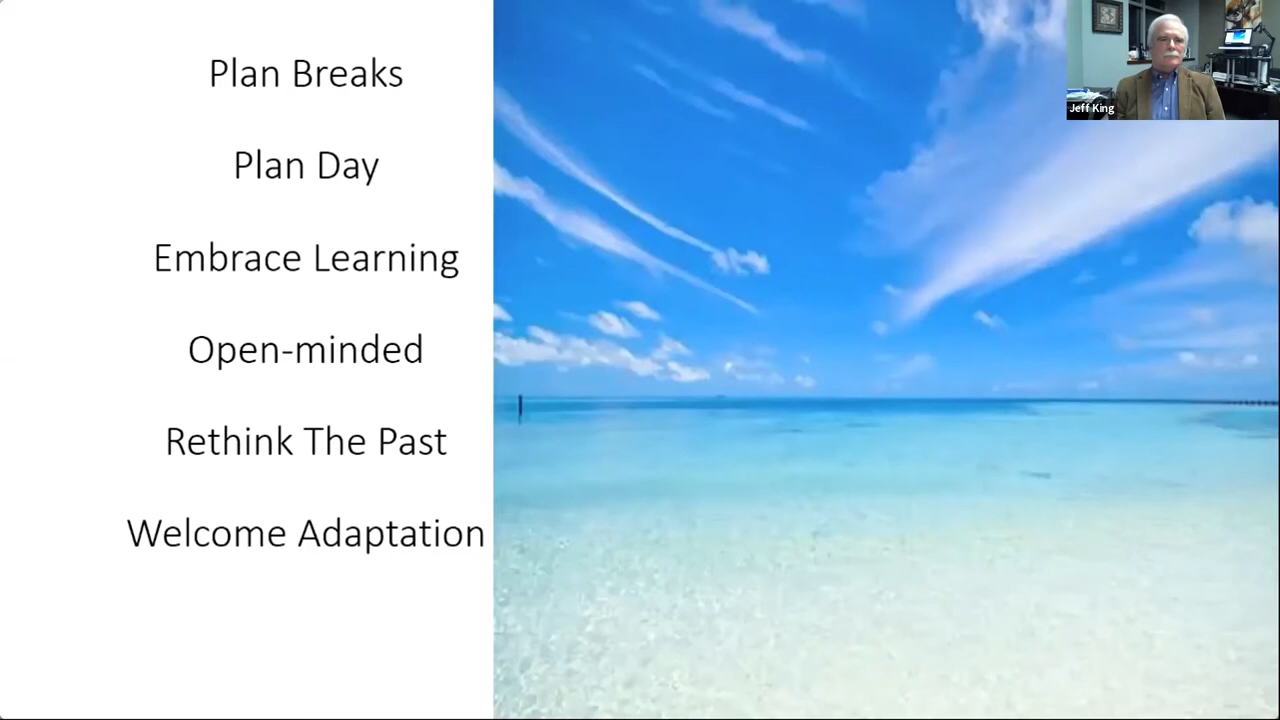 Plan Breaks
Plan Day
Embrace Learning
Open-minded
Rethink The Past
Welcome Adaptation
Jeff King